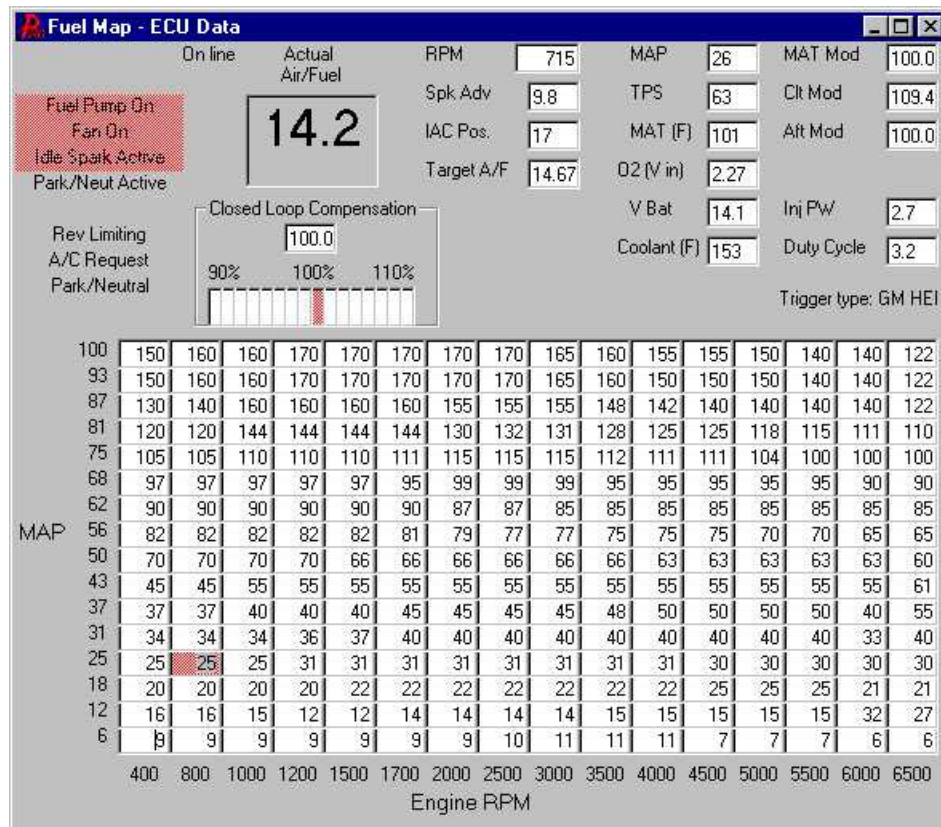 Fuel Map - ECU Data
On line Actual Air/Fuel
14.2
RPM 715
Spk Adv 9.8
IAC Pos. 17
Target A/F 14.67
MAP 26
TPS 63
MAT (F) 101
O2 (V in) 2.27
V Bat 14.1
Coolant (F) 153
MAT Mod 100.0
Clt Mod 109.4
Aft Mod 100.0
Inj PW 2.7
Duty Cycle 3.2
Trigger type: GM HEI
Fuel Pump On
Fan On
Idle Spark Active
Park/Neut Active
Rev Limiting
A/C Request
Park/Neutral
Closed Loop Compensation
100.0
90% 100% 110%
100 150 160 160 170 170 170 170 170 165 160 155 155 150 140 140 122
93 150 160 160 170 170 170 170 170 165 160 150 150 150 140 140 122
87 130 140 160 160 160 160 155 155 155 148 142 140 140 140 140 122
81 120 120 144 144 144 144 130 132 131 128 125 125 118 115 111 110
75 105 105 110 110 110 111 115 115 115 112 111 111 104 100 100 100
68 97 97 97 97 97 95 99 99 99 95 95 95 95 95 90 90
62 90 90 90 90 90 90 87 87 85 85 85 85 85 85 85 85
MAP 56 82 82 82 82 82 81 79 77 77 75 75 75 70 70 65 65
50 70 70 70 70 66 66 66 66 66 66 63 63 63 63 63 60
43 45 45 55 55 55 55 55 55 55 55 55 55 55 55 55 61
37 37 37 40 40 40 45 45 45 45 48 50 50 50 50 40 55
31 34 34 34 36 37 40 40 40 40 40 40 40 40 40 33 40
25 25 25 25 31 31 31 31 31 31 31 31 30 30 30 30 30
18 20 20 20 20 22 22 22 22 22 22 22 25 25 25 21 21
12 16 16 15 12 12 14 14 14 14 15 15 15 15 15 32 27
6 9 9 9 9 9 9 9 10 11 11 11 7 7 7 6 6
400 800 1000 1200 1500 1700 2000 2500 3000 3500 4000 4500 5000 5500 6000 6500
Engine RPM